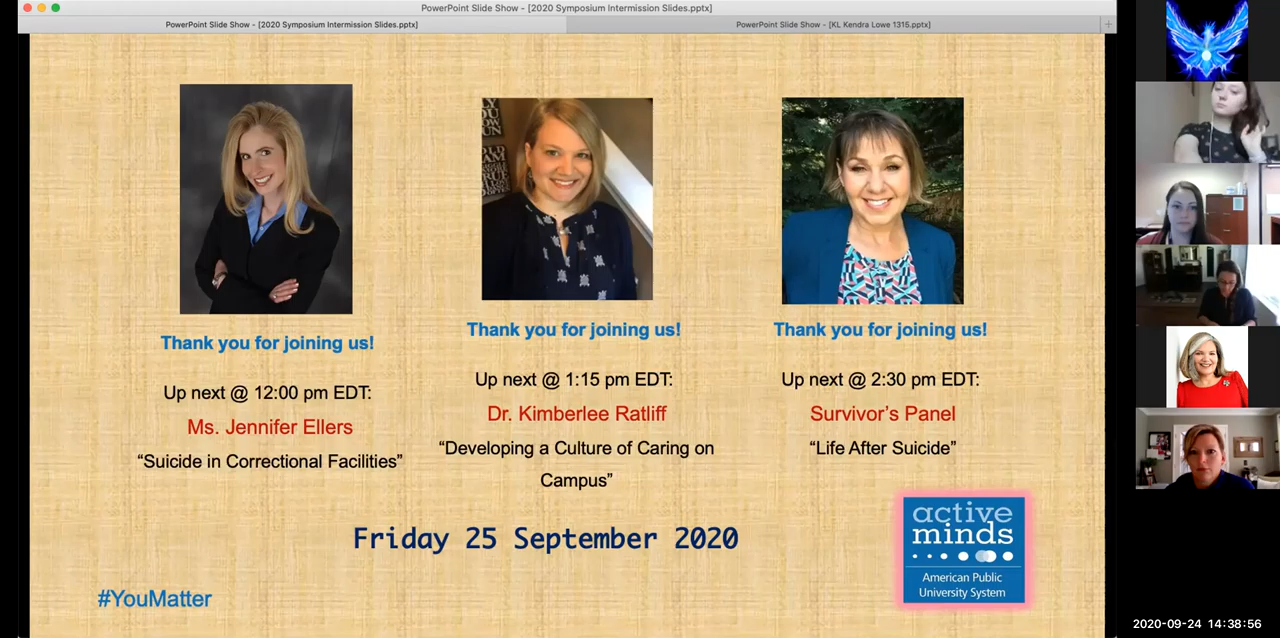 PowerPoint Slide Show - [2020 Symposium Intermission Slides.pptx]
PowerPoint Slide Show - [2020 Symposium Intermission Slides.pptx]
PowerPoint Slide Show - [KL Kendra Lowe 1315.pptx]
Thank you for joining us!
Up next @ 12:00 pm EDT:
Ms. Jennifer Ellers
“Suicide in Correctional Facilities”
Thank you for joining us!
Up next @ 1:15 pm EDT:
Dr. Kimberlee Ratliff
“Developing a Culture of Caring on
Campus”
Thank you for joining us!
Up next @ 2:30 pm EDT:
Survivor’s Panel
“Life After Suicide”
Friday 25 September 2020
#YouMatter
active
minds
American Public
University System
2020-09-24 14:38:56